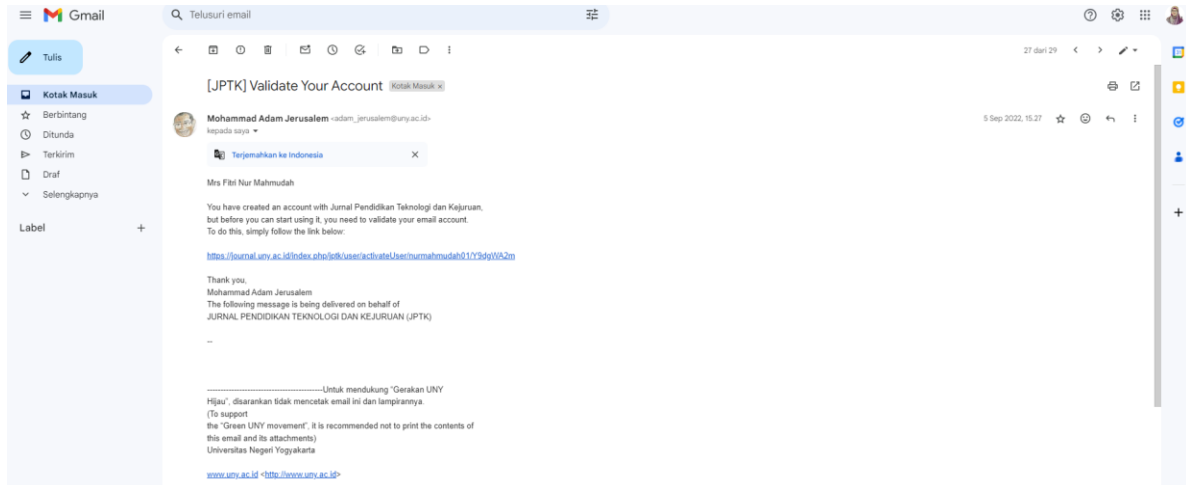 Gmail
Telusuri email
Tulis
27 dari 29
Kotak Masuk
Berbintang
Ditunda
Terkirim
Draf
Selengkapnya
Label
[JPTK] Validate Your Account Kotak Masuk x
Mohammad Adam Jerusalem <adam_jerusalem@uny.ac.id>
5 Sep 2022, 15.27
kepada saya
Terjemahkan ke Indonesia
Mrs Fitri Nur Mahmudah
You have created an account with Jurnal Pendidikan Teknologi dan Kejuruan,
but before you can start using it, you need to validate your email account.
To do this, simply follow the link below:
https://journal.uny.ac.id/index.php/jptk/user/activateUser/nurmahmudah01/Y9dgWA2m
Thank you,
Mohammad Adam Jerusalem
The following message is being delivered on behalf of
JURNAL PENDIDIKAN TEKNOLOGI DAN KEJURUAN (JPTK)
--
--------------------------------------------Untuk mendukung "Gerakan UNY
Hijau", disarankan tidak mencetak email ini dan lampirannya.
(To support
the "Green UNY movement", it is recommended not to print the contents of
this email and its attachments)
Universitas Negeri Yogyakarta
www.uny.ac.id <http://www.uny.ac.id>